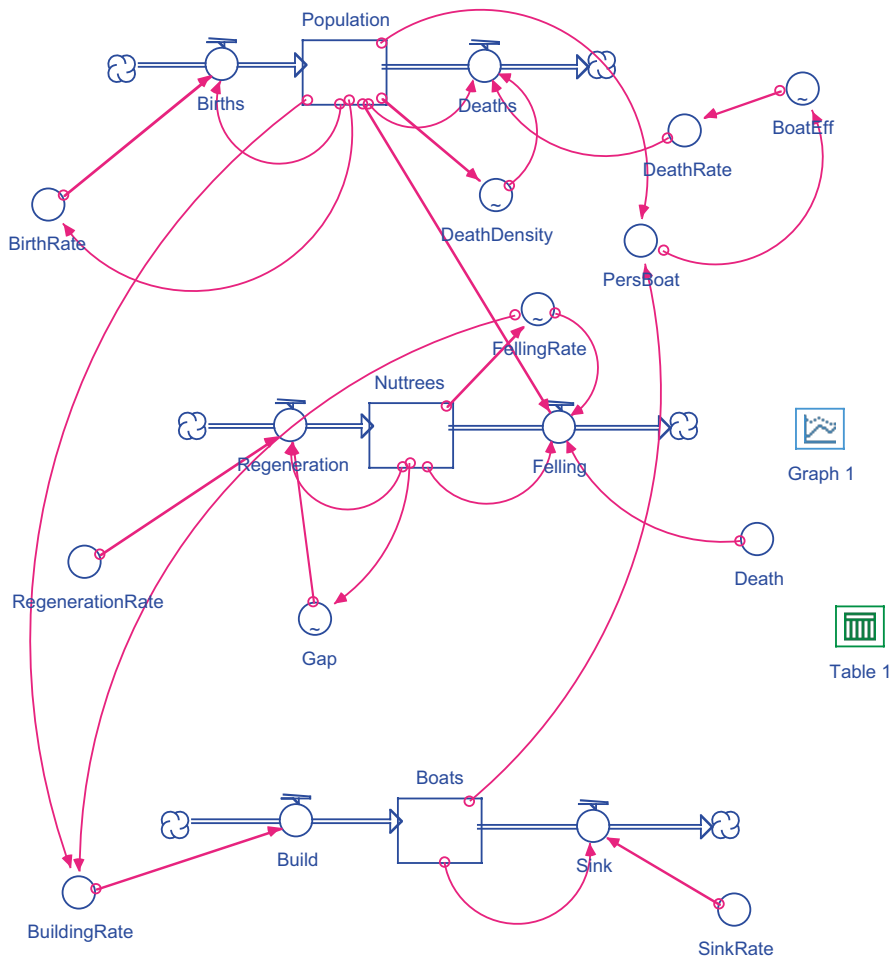 Population
Births
Deaths
BoatEff
DeathRate
BirthRate
DeathDensity
PersBoat
FellingRate
Nuttrees
Regeneration
Felling
Graph 1
RegenerationRate
Death
Gap
Table 1
Boats
Build
Sink
BuildingRate
SinkRate